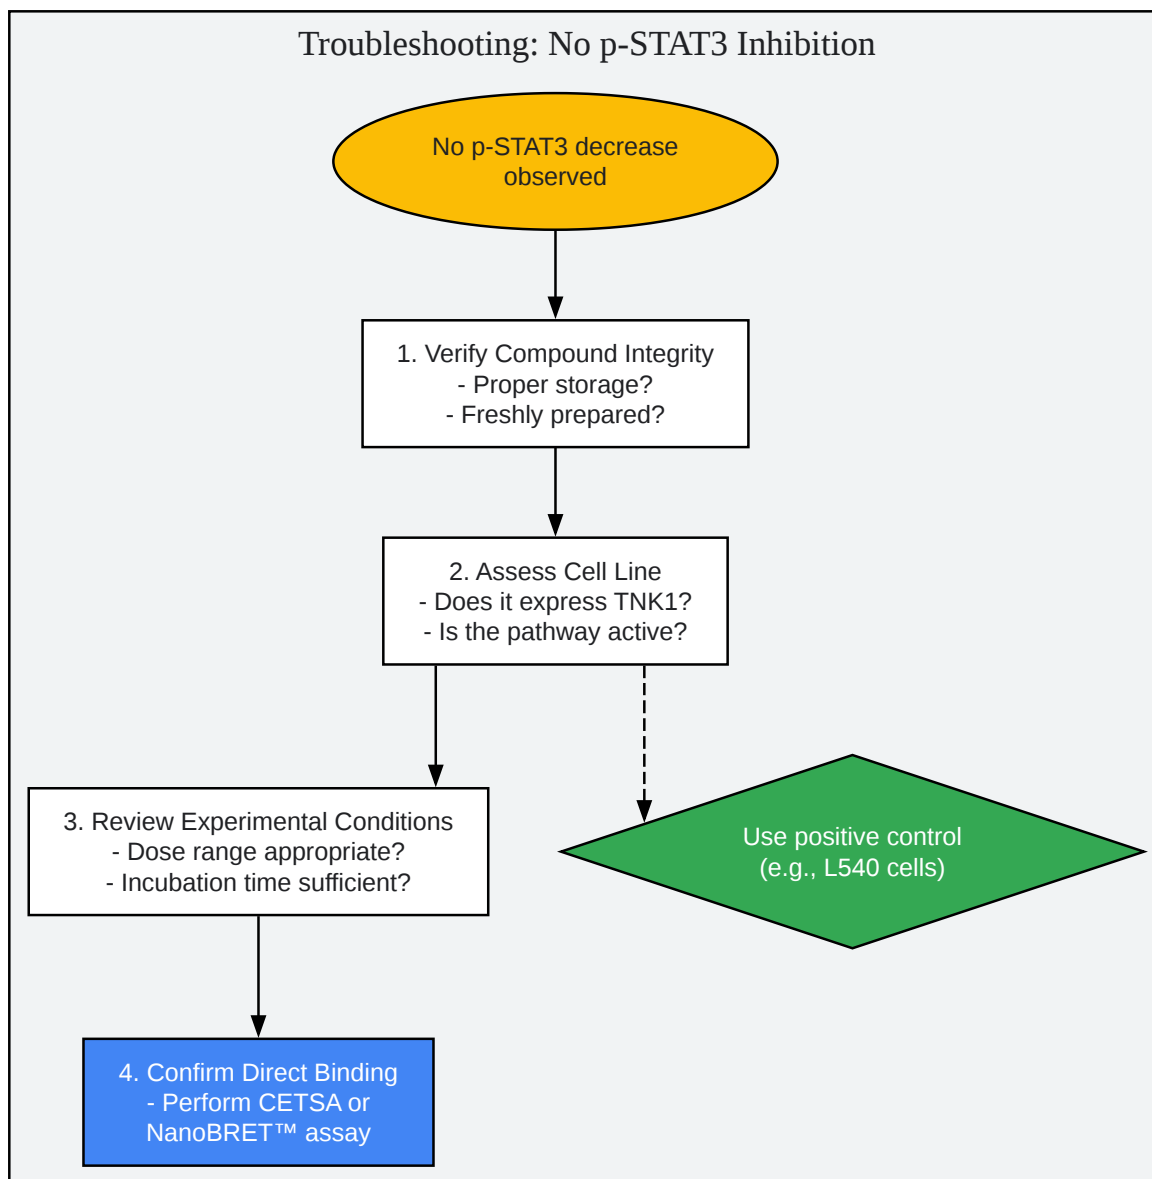 Troubleshooting: No p-STAT3 Inhibition
No p-STAT3 decrease
observed
1. Verify Compound Integrity
- Proper storage?
- Freshly prepared?
2. Assess Cell Line
- Does it express TNK1?
- Is the pathway active?
3. Review Experimental Conditions
- Dose range appropriate?
- Incubation time sufficient?
Use positive control
(e.g., L540 cells)
4. Confirm Direct Binding
- Perform CETSA or
NanoBRET™ assay